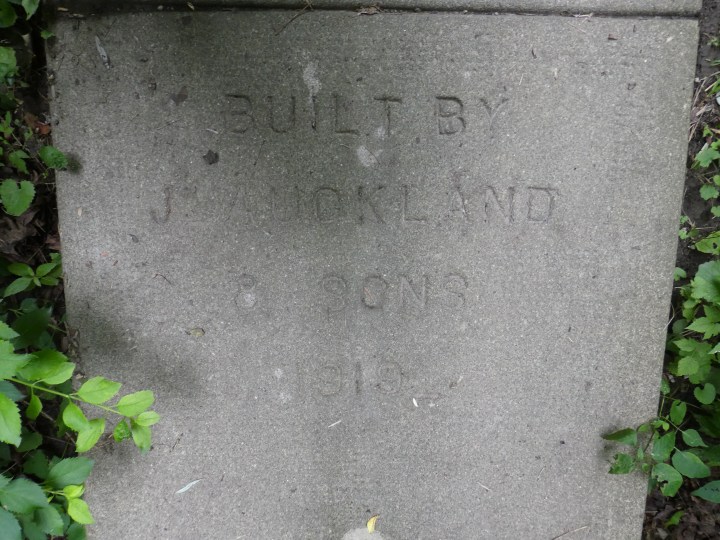 BUILT BY
J. AUCKLAND
& SONS
1919